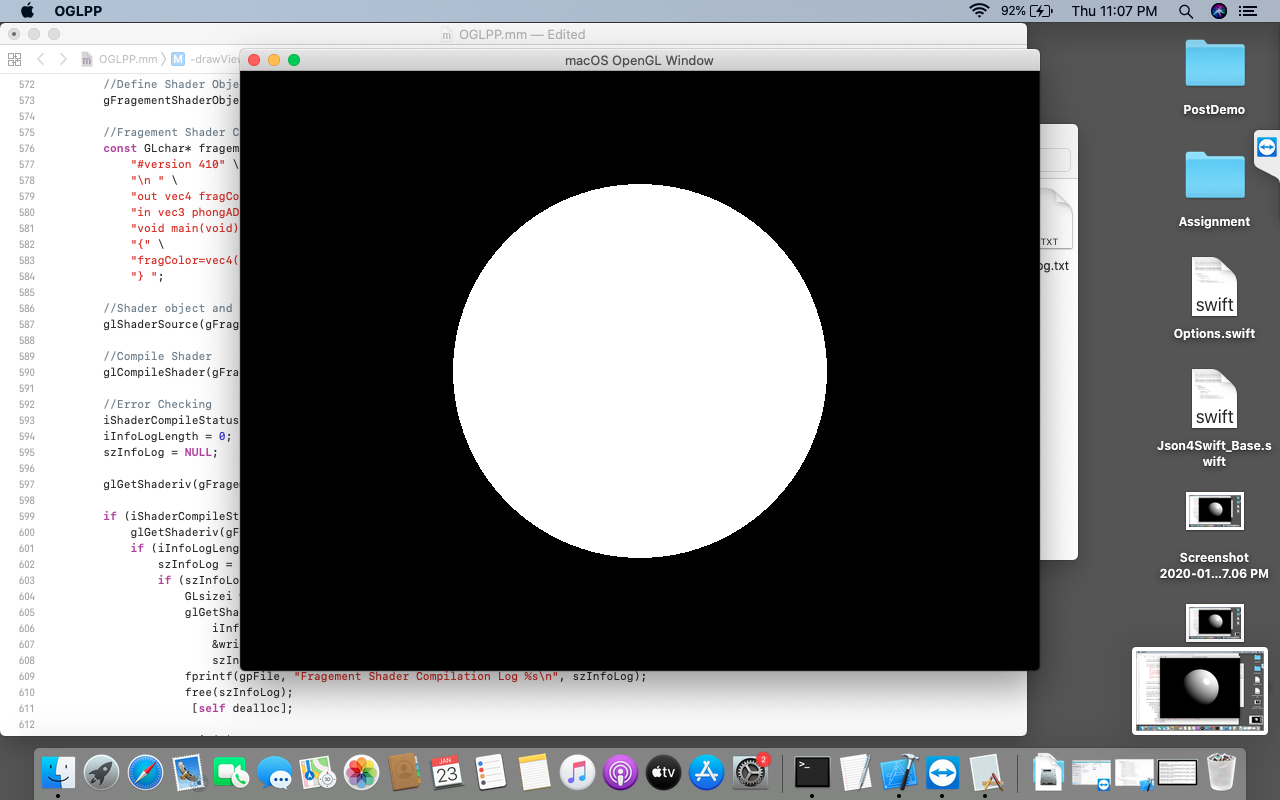 OGLPP
92%
Thu 11:07 PM
OGLPP.mm — Edited
OGLPP.mm
M
-drawVie
macOS OpenGL Window
572 //Define Shader Obje
573 gFragementShaderObje
574
575 //Fragement Shader C
576 const GLchar* fragem
577 "#version 410" \
578 "\n " \
579 "out vec4 fragCo
580 "in vec3 phongAD
581 "void main(void)
582 "{" \
583 "fragColor=vec4(
584 "} ";
585
586 //Shader object and
587 glShaderSource(gFrag
588
589 //Compile Shader
590 glCompileShader(gFra
591
592 //Error Checking
593 iShaderCompileStatus
594 iInfoLogLength = 0;
595 szInfoLog = NULL;
596
597 glGetShaderiv(gFrage
598
599 if (iShaderCompileSt
600 glGetShaderiv(gF
601 if (iInfoLogLeng
602 szInfoLog =
603 if (szInfoLo
604 GLsizei
605 glGetSha
606 iInf
607 &wri
608 szIn
609 fprintf(gpFile, "Fragement Shader Compilation Log %s\n", szInfoLog);
610 free(szInfoLog);
611 [self dealloc];
612
TXT
og.txt
PostDemo
Assignment
swift
Options.swift
swift
Json4Swift_Base.s
wift
Screenshot
2020-01...7.06 PM
JAN
23
tv
2
>_